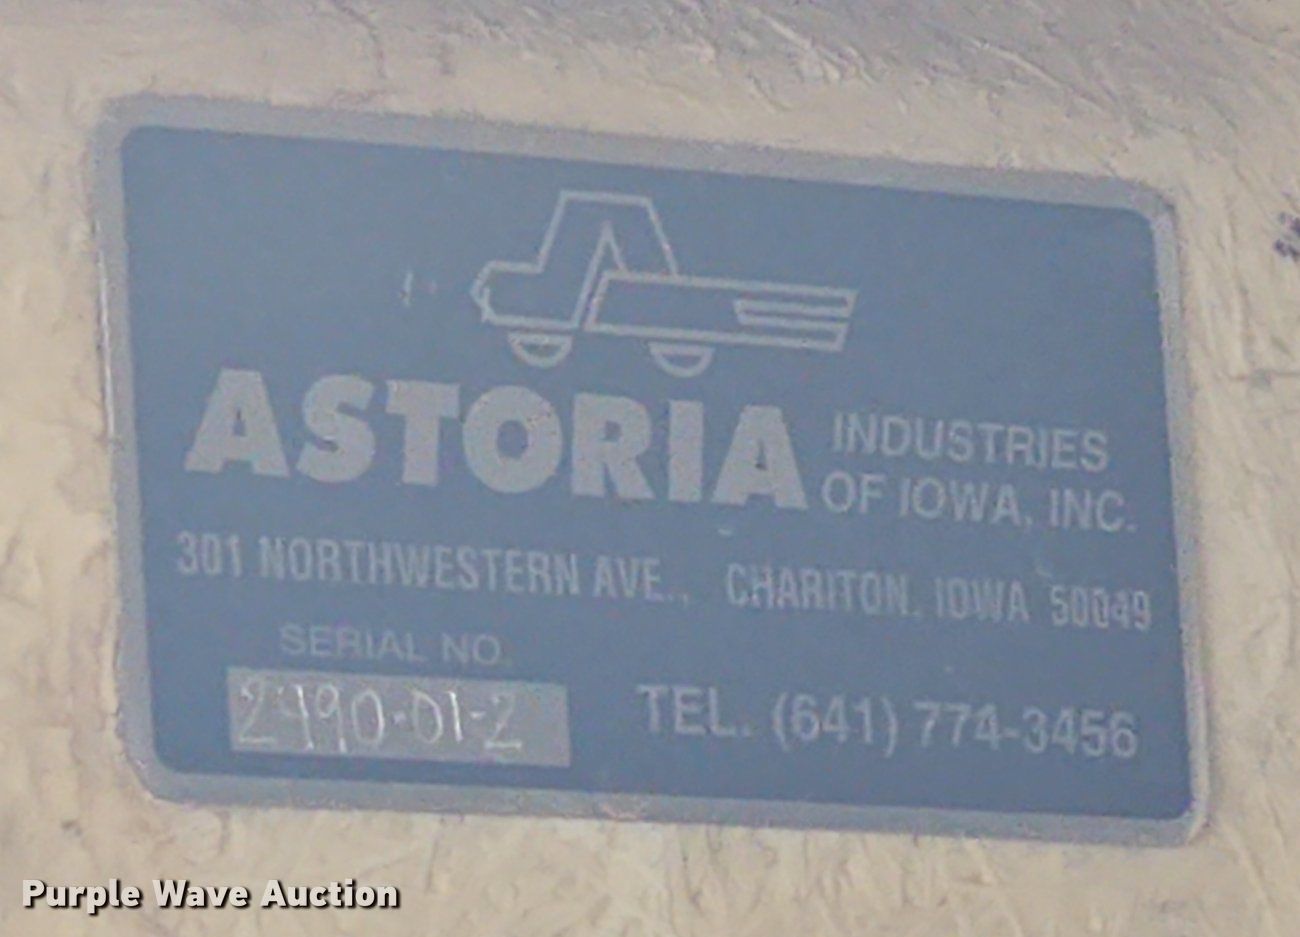 ASTORIA INDUSTRIES
OF IOWA, INC.
301 NORTHWESTERN AVE., CHARITON, IOWA 50049
SERIAL NO.
2490-01-2
TEL. (641) 774-3456
Purple Wave Auction